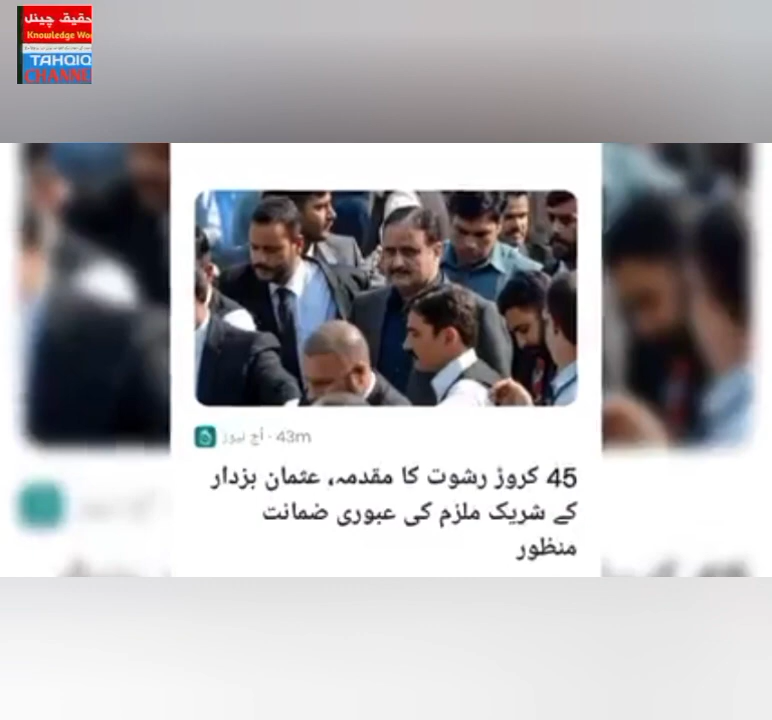 حقیق چینل
Knowledge Wo
TAHQIQ
CHANNE
آج نیوز · 43m
45 کروڑ رشوت کا مقدمہ، عثمان بزدار
کے شریک ملزم کی عبوری ضمانت
منظور